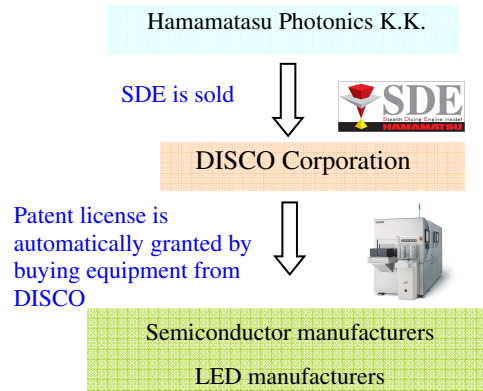 Hamamatasu Photonics K.K.
SDE is sold
SDE
Stealth Dicing Engine inside!
HAMAMATSU
DISCO Corporation
Patent license is
automatically granted by
buying equipment from
DISCO
Semiconductor manufacturers
LED manufacturers